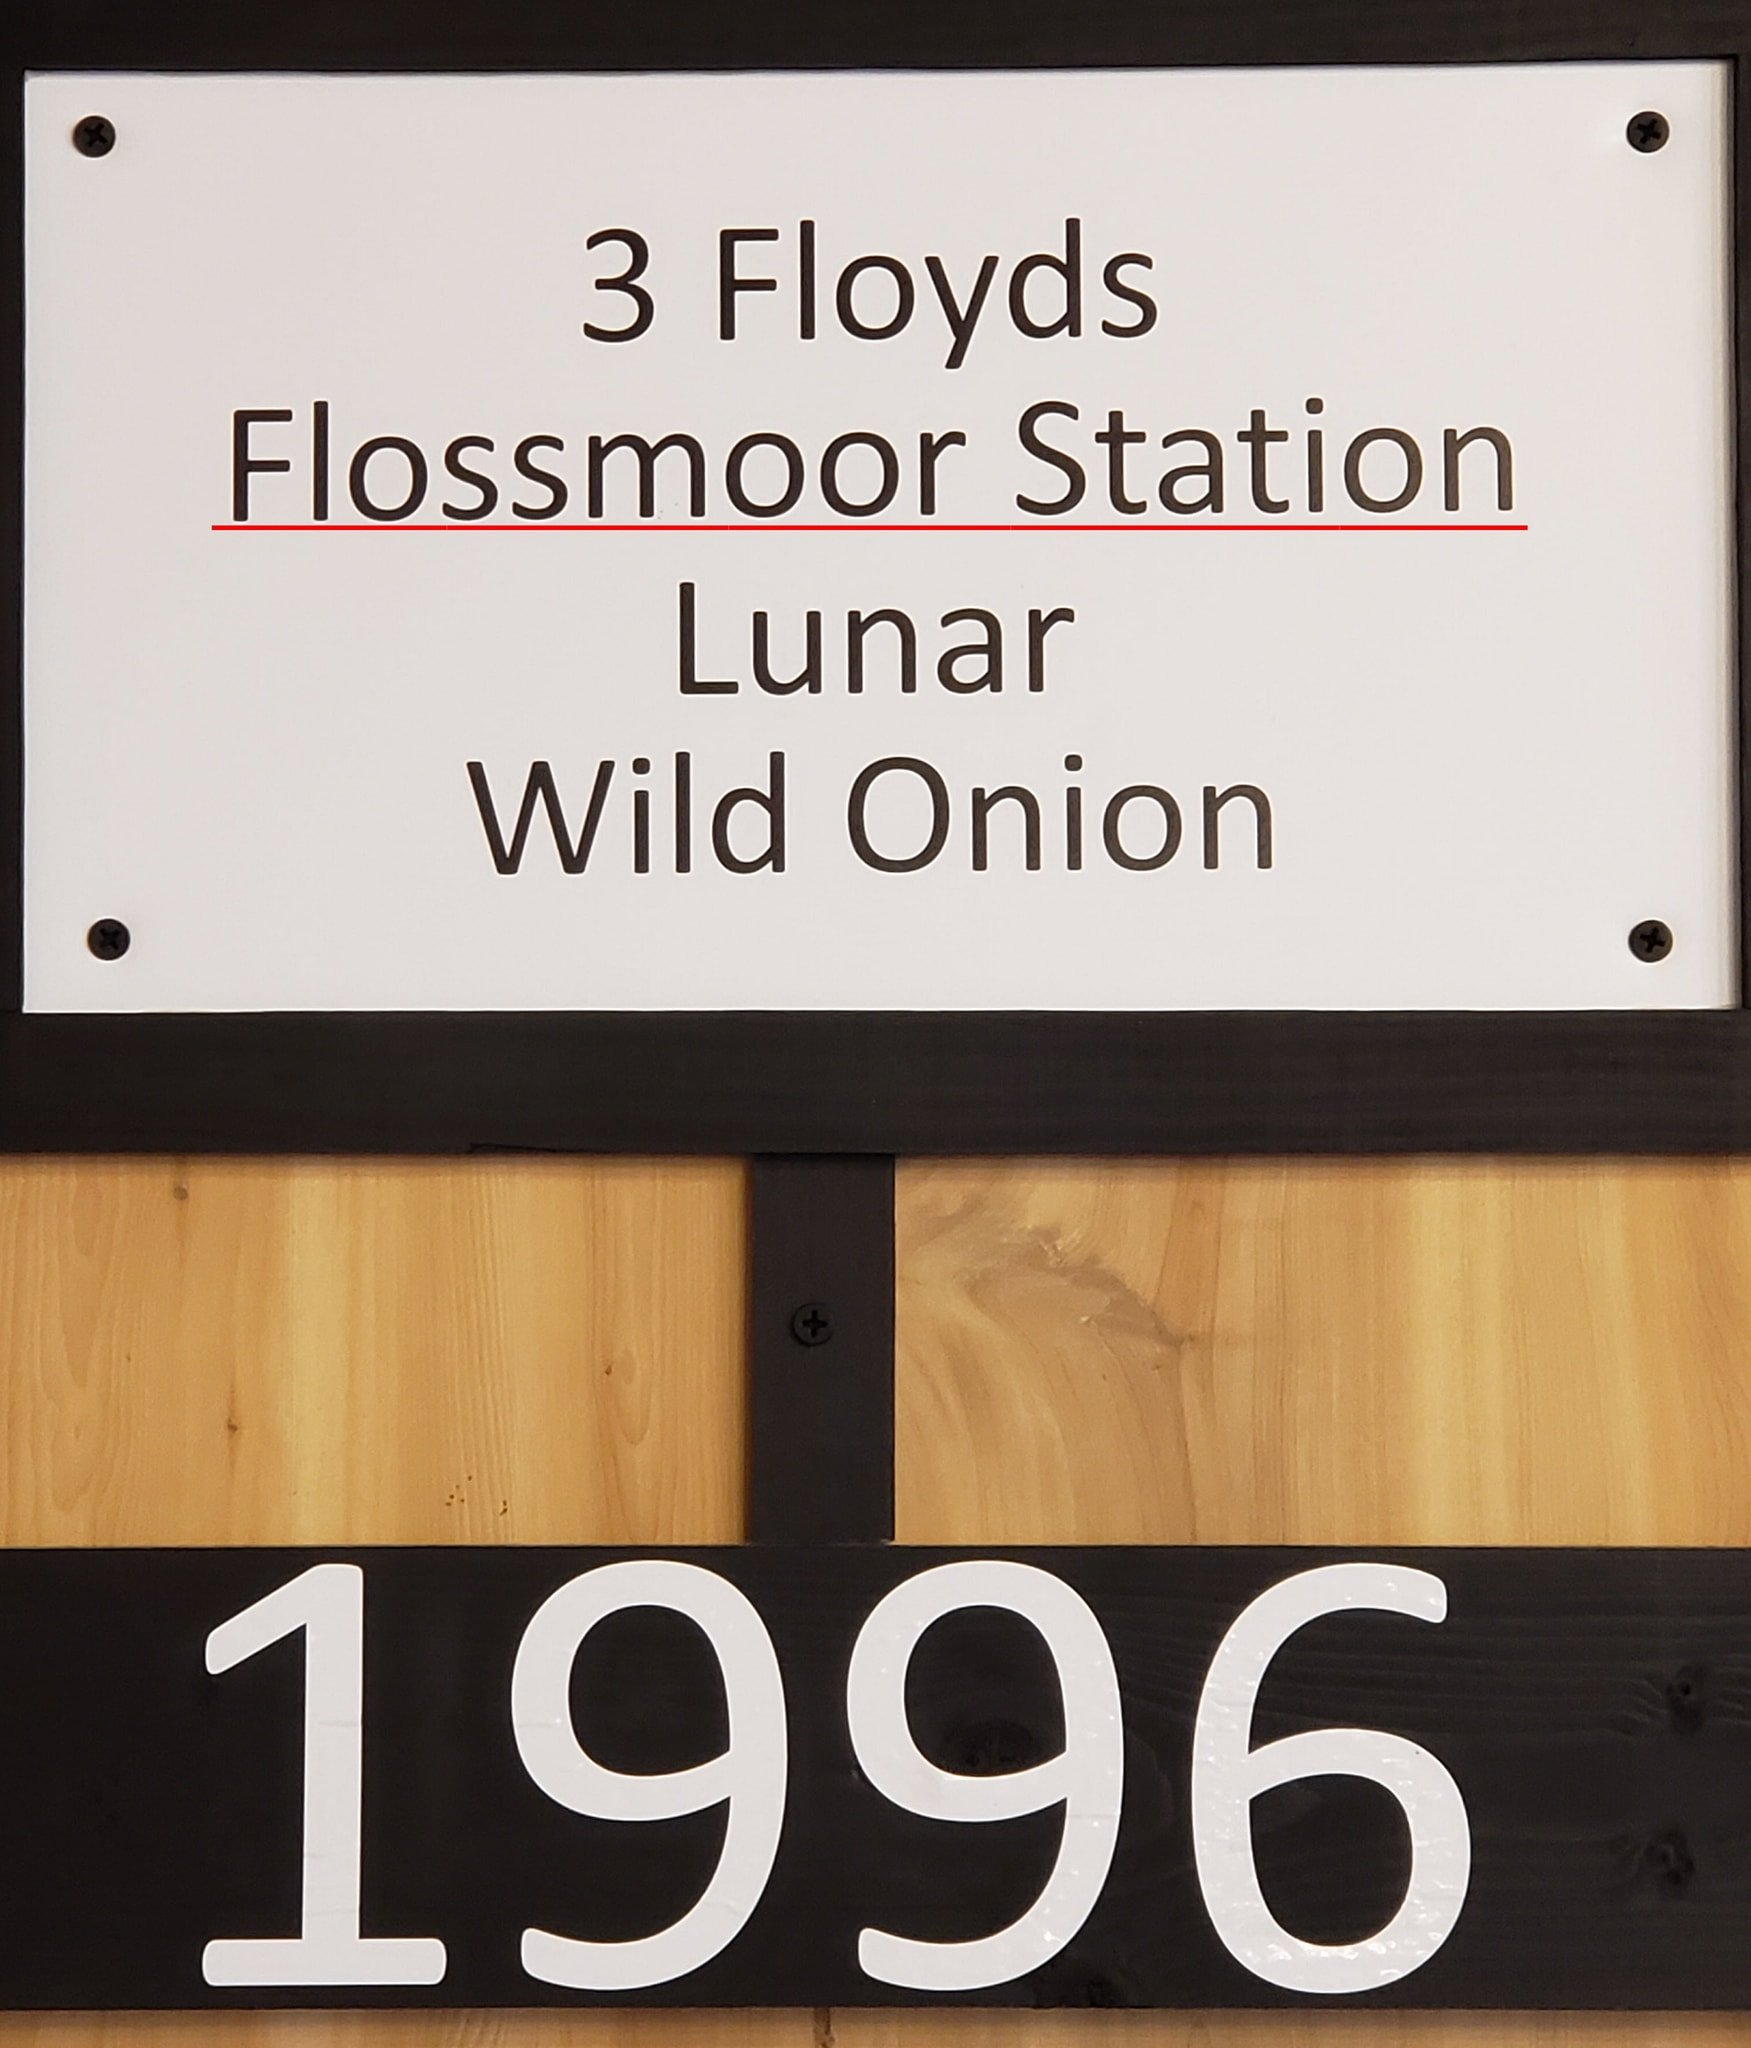 3 Floyds
Flossmoor Station
Lunar
Wild Onion
1996